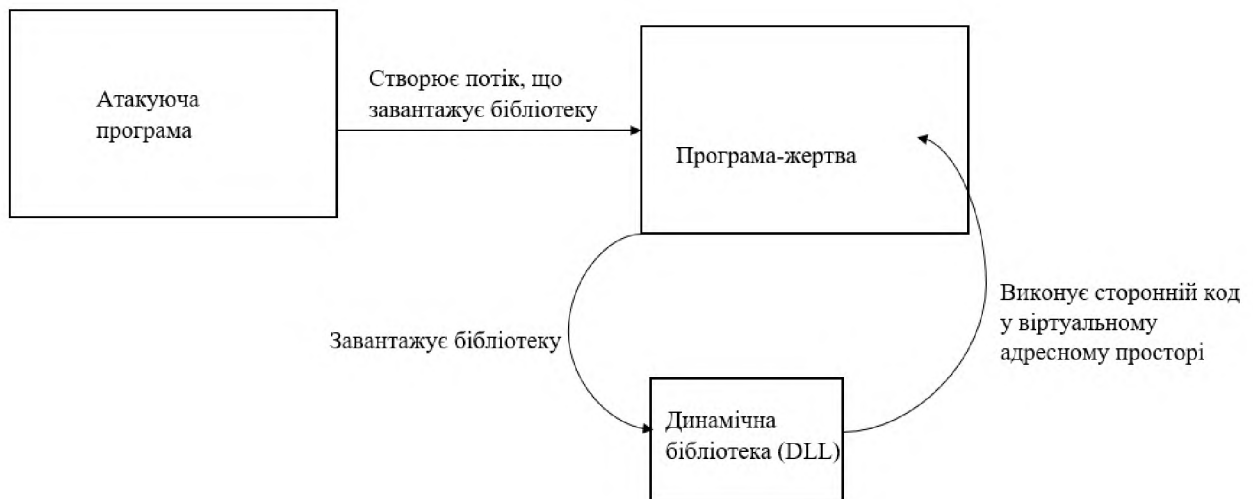 Атакуюча
програма
Створює потік, що
завантажує бібліотеку
Програма-жертва
Завантажує бібліотеку
Виконує сторонній код
у віртуальному
адресному просторі
Динамічна
бібліотека (DLL)